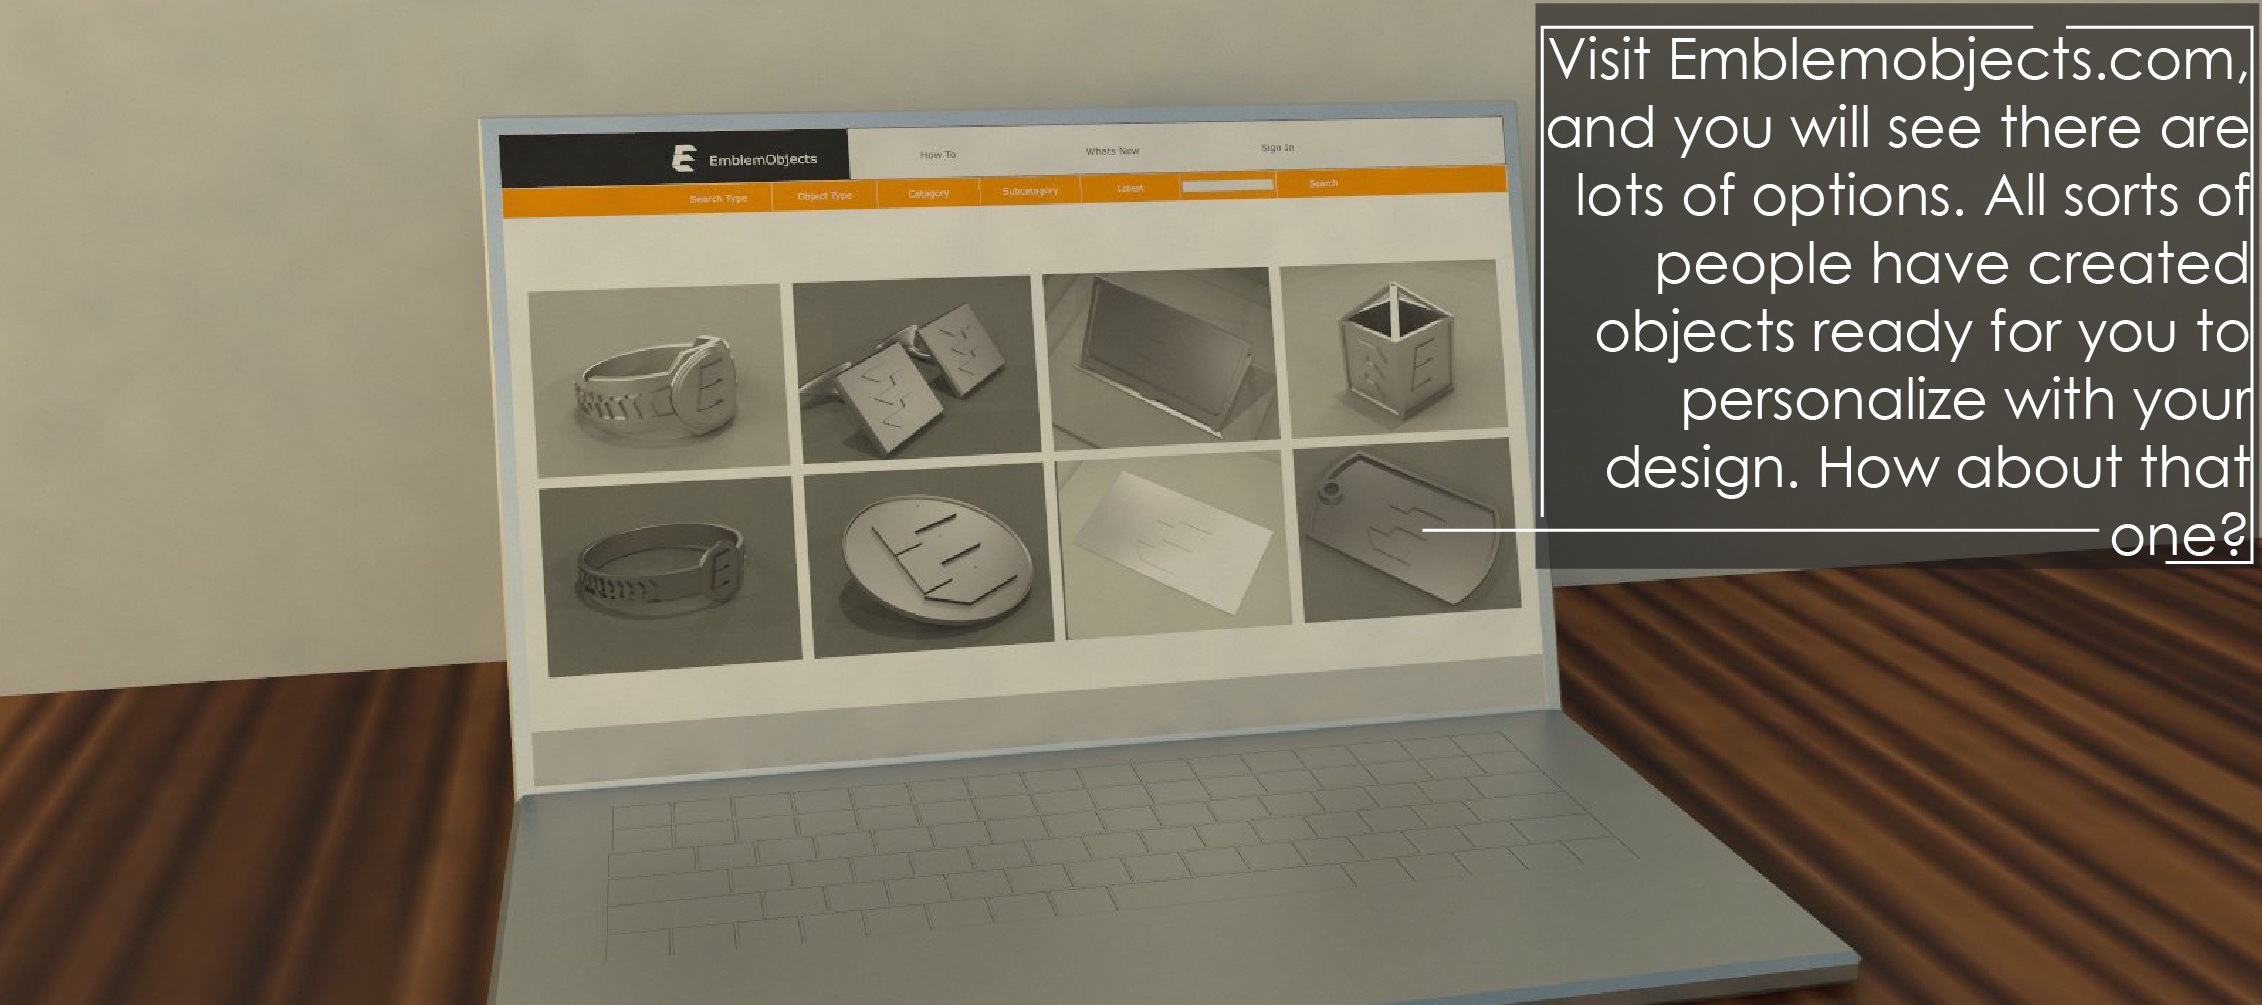 EmblemObjects
How To
Whats New
Sign In
Search Type
Object Type
Category
Subcategory
Latest
Search
Visit Emblemobjects.com,
and you will see there are
lots of options. All sorts of
people have created
objects ready for you to
personalize with your
design. How about that
one?